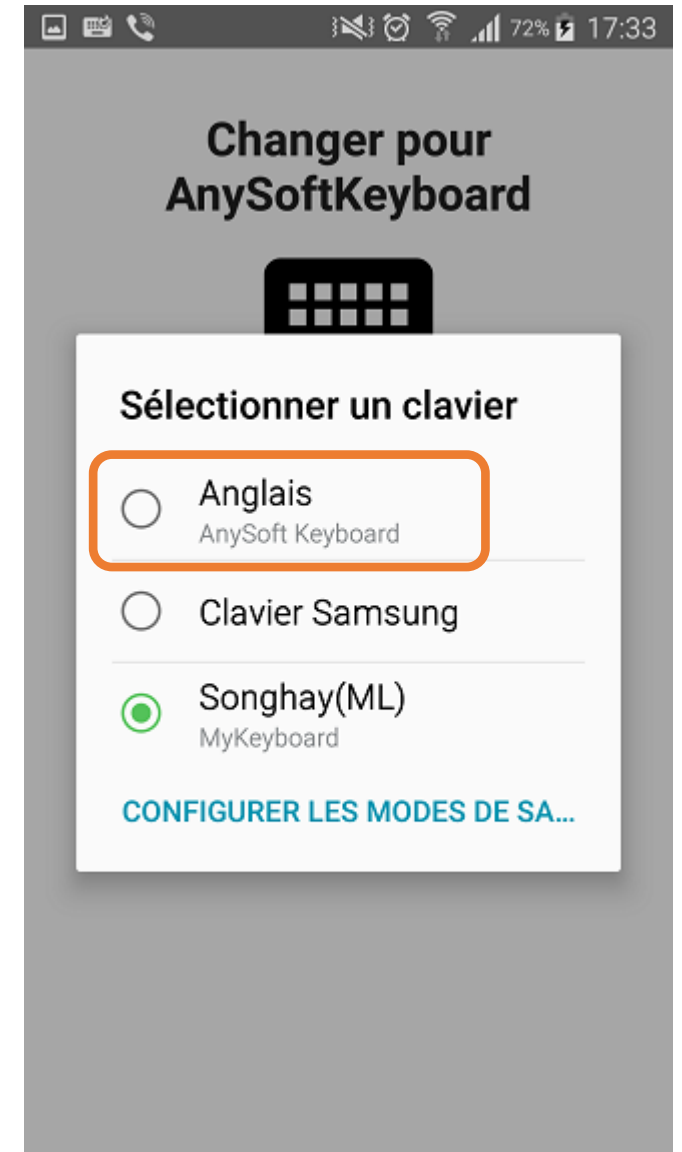 72% 17:33
Changer pour
AnySoftKeyboard
Sélectionner un clavier
Anglais
AnySoft Keyboard
Clavier Samsung
Songhay(ML)
MyKeyboard
CONFIGURER LES MODES DE SA...